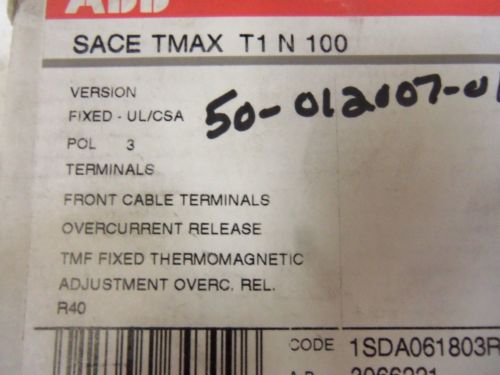 ABB
SACE TMAX T1 N 100
VERSION
FIXED - UL/CSA 50-012007-01
POL 3
TERMINALS
FRONT CABLE TERMINALS
OVERCURRENT RELEASE
TMF FIXED THERMOMAGNETIC
ADJUSTMENT OVERC. REL.
R40
CODE 1SDA061803R